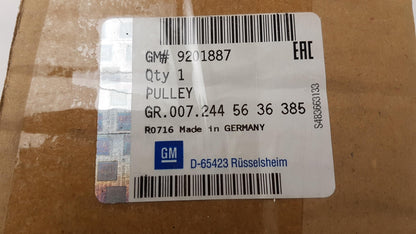 GM# 9201887
EAC
Qty 1
PULLEY
GR.007.244 56 36 385
R0716 Made in GERMANY
GM
D-65423 Rüsselsheim
S483663133